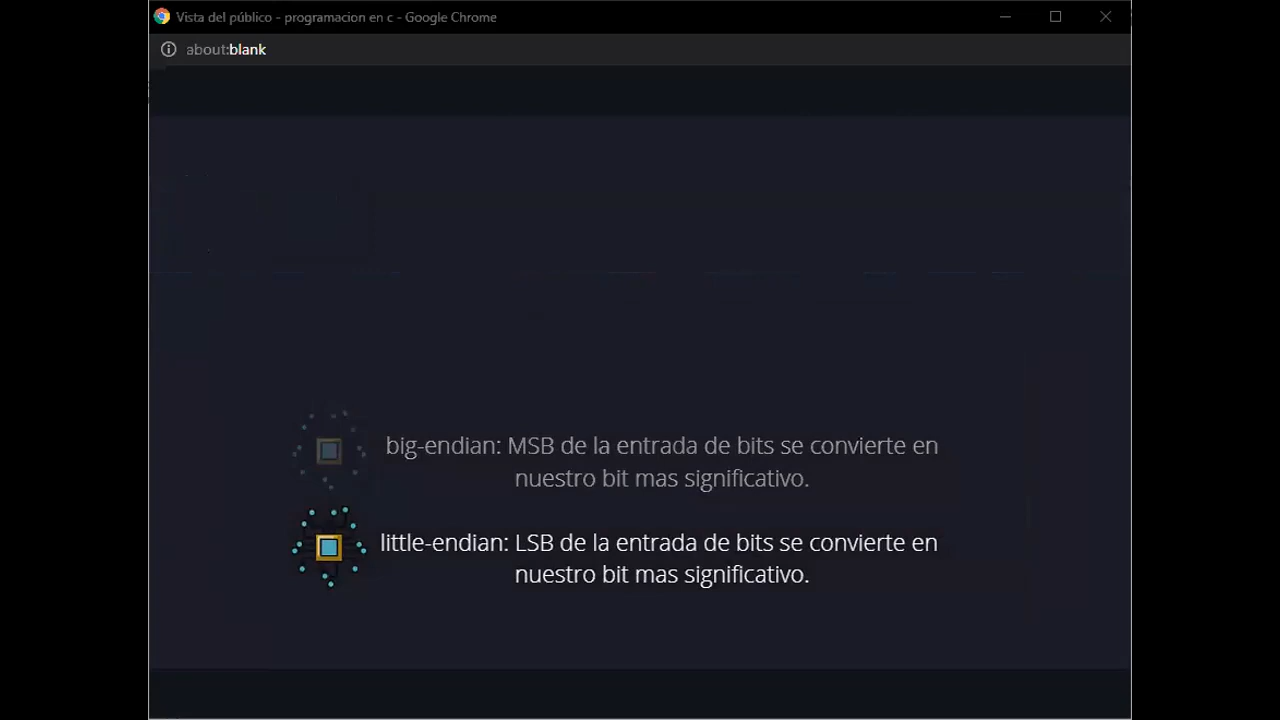 Vista del público - programacion en c - Google Chrome
about:blank
big-endian: MSB de la entrada de bits se convierte en
nuestro bit mas significativo.
little-endian: LSB de la entrada de bits se convierte en
nuestro bit mas significativo.